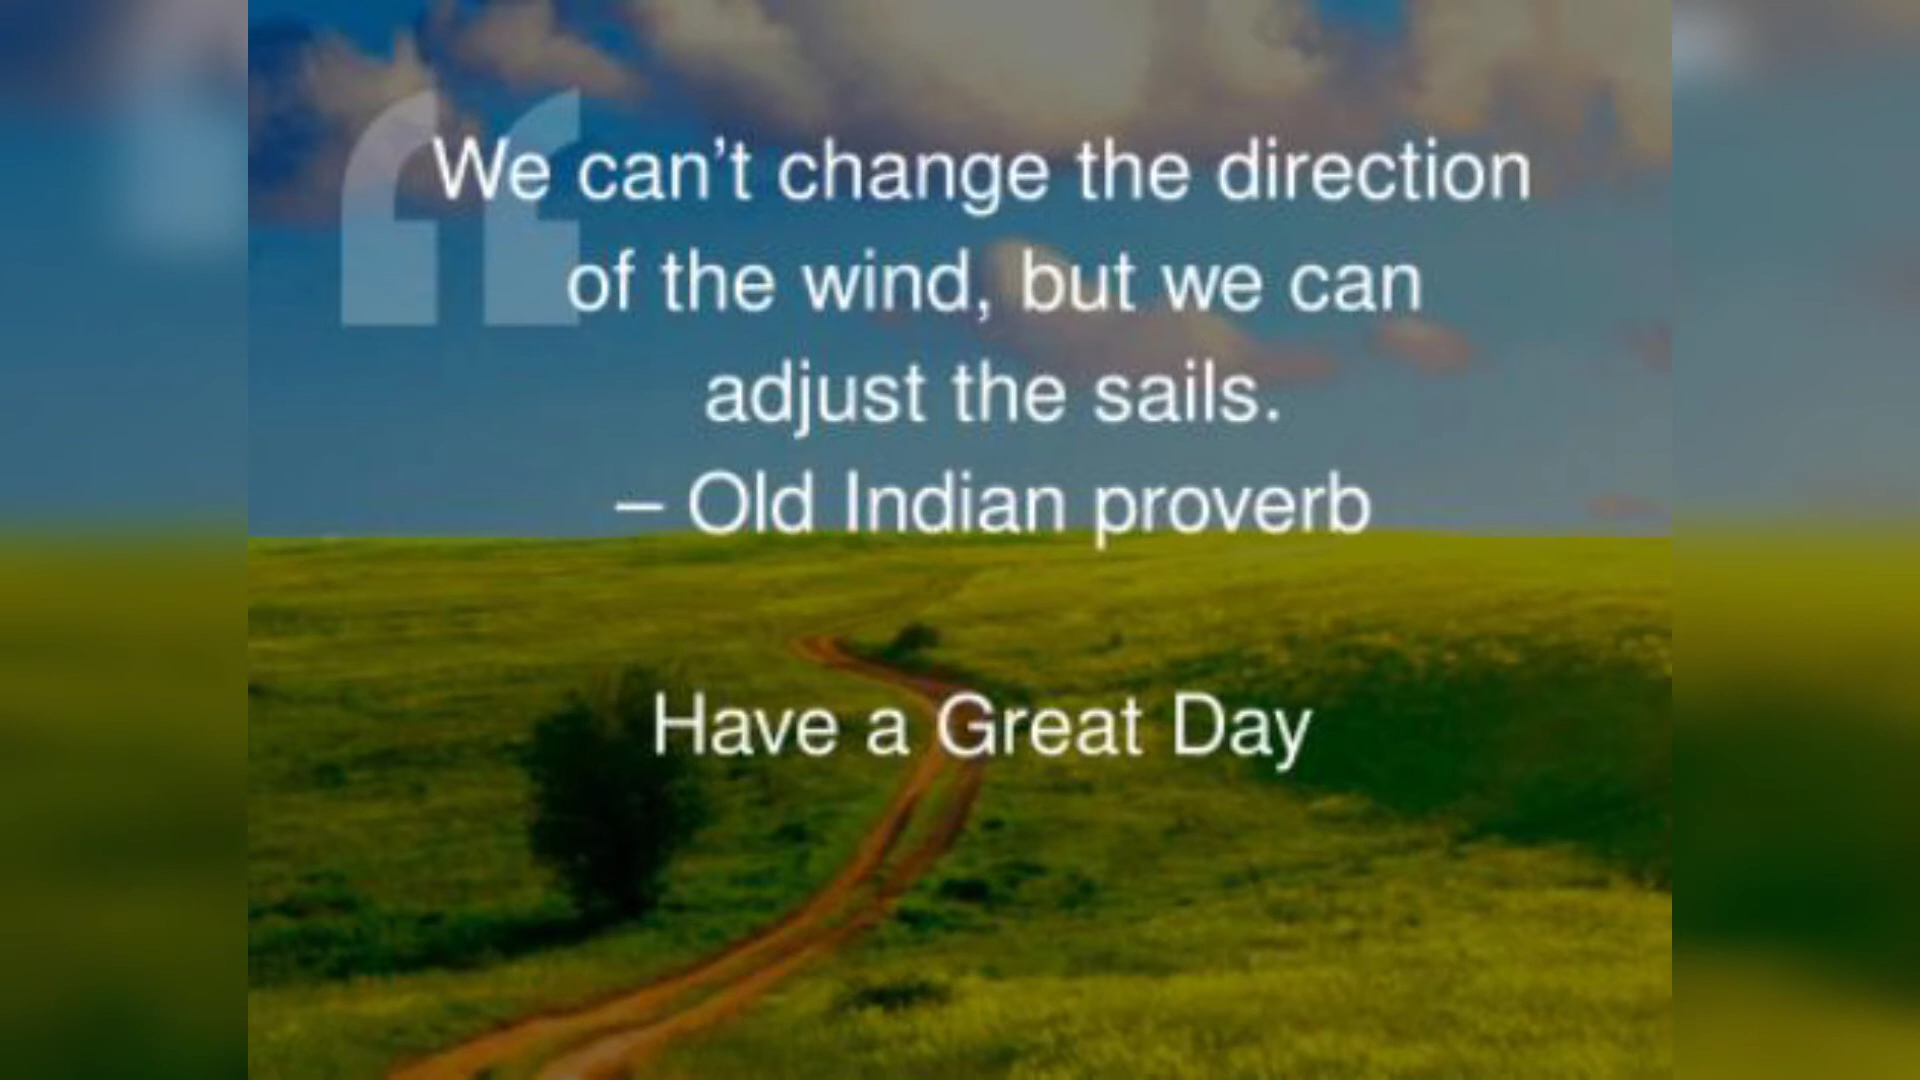 We can’t change the direction
of the wind, but we can
adjust the sails.
– Old Indian proverb
Have a Great Day